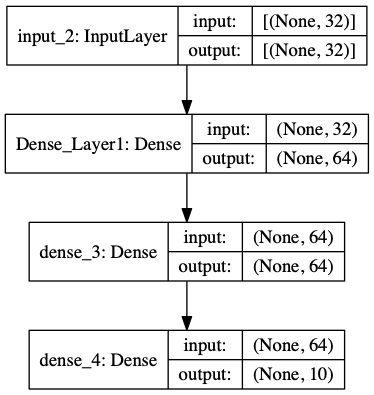 input_2: InputLayer
input: [(None, 32)]
output: [(None, 32)]
Dense_Layer1: Dense
input: (None, 32)
output: (None, 64)
dense_3: Dense
input: (None, 64)
output: (None, 64)
dense_4: Dense
input: (None, 64)
output: (None, 10)